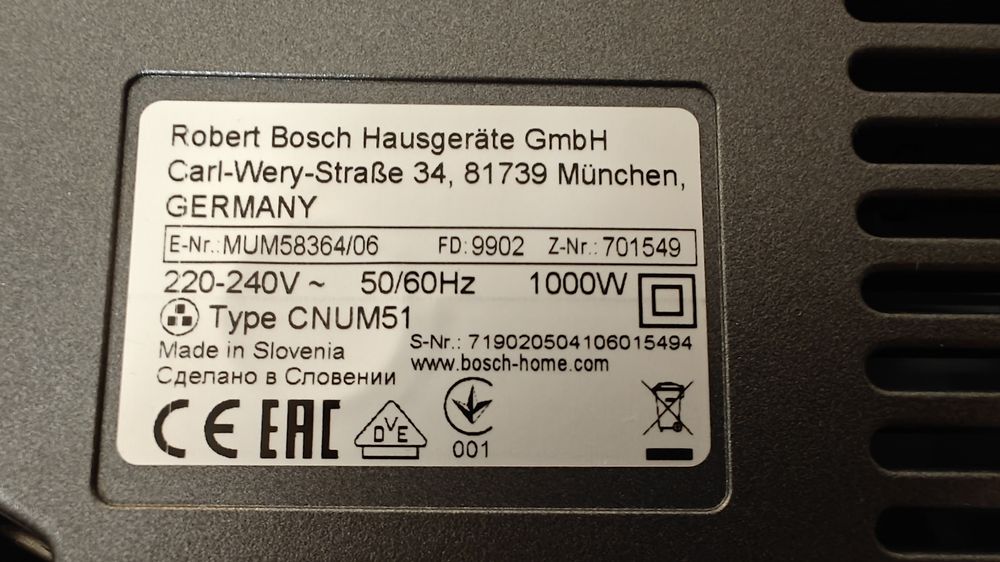 Robert Bosch Hausgeräte GmbH
Carl-Wery-Straße 34, 81739 München,
GERMANY
E-Nr.: MUM58364/06 FD: 9902 Z-Nr.: 701549
220-240V ~ 50/60Hz 1000W
Type CNUM51
Made in Slovenia S-Nr.: 719020504106015494
Сделано в Словении www.bosch-home.com
CE EAC DVE 001